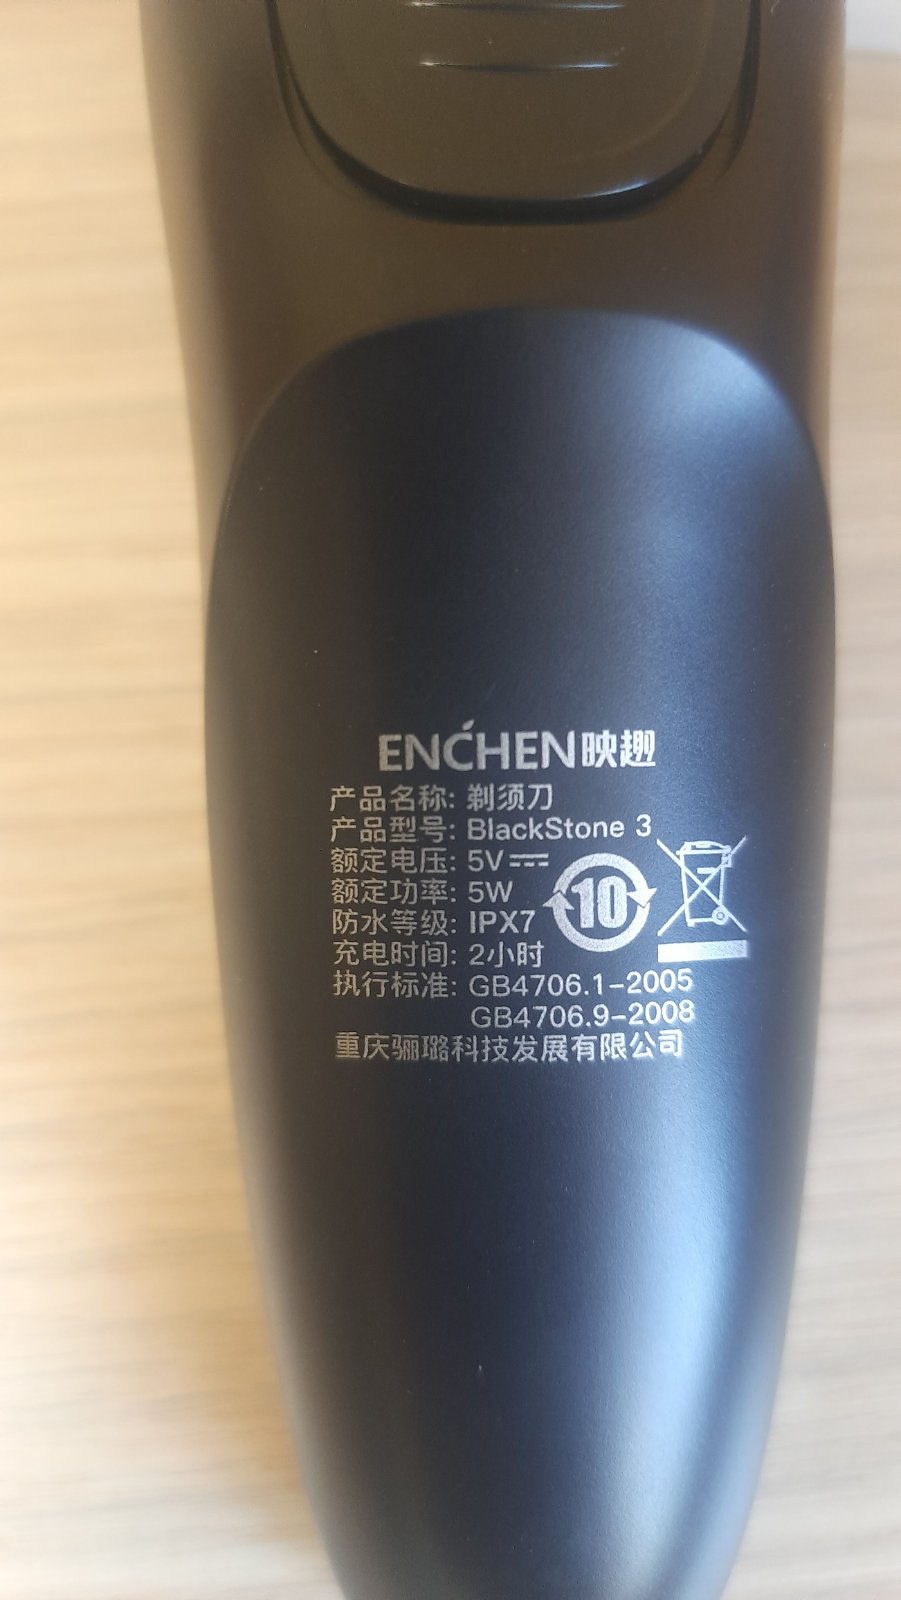 ENCHEN映趣
产品名称: 剃须刀
产品型号: BlackStone 3
额定电压: 5V⎓
额定功率: 5W
防水等级: IPX7
10
充电时间: 2小时
执行标准: GB4706.1-2005
GB4706.9-2008
重庆骊璐科技发展有限公司